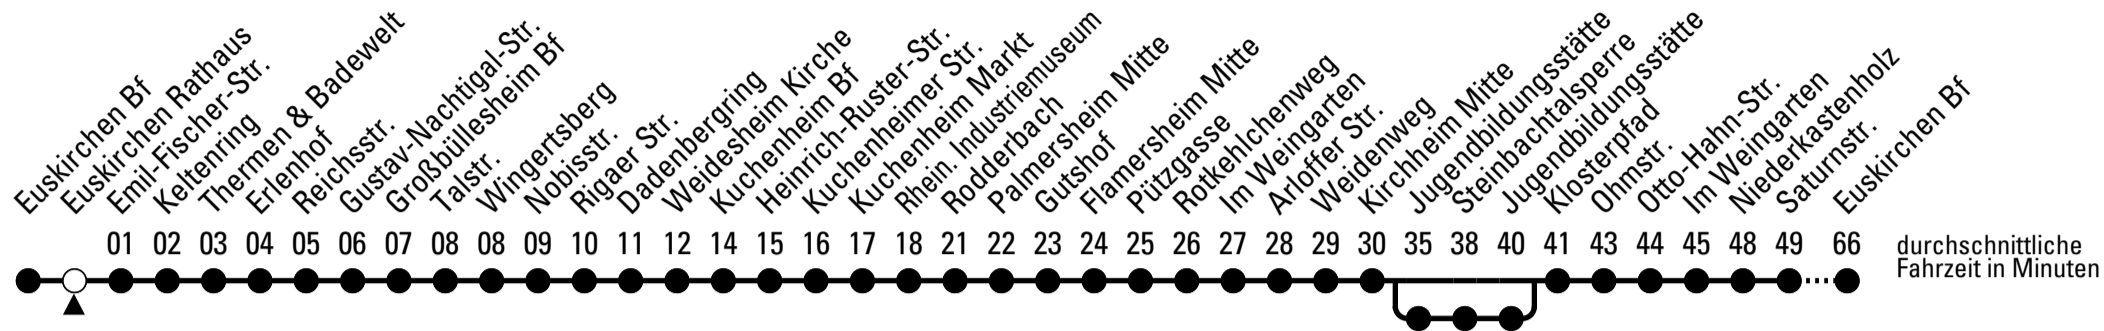 Euskirchen Bf
Euskirchen Rathaus
Emil-Fischer-Str.
Keltenring
Thermen & Badewelt
Erlenhof
Reichsstr.
Gustav-Nachtigal-Str.
Großbüllesheim Bf
Talstr.
Wingertsberg
Nobisstr.
Rigaer Str.
Dadenbergring
Weidesheim Kirche
Kuchenheim Bf
Heinrich-Ruster-Str.
Kuchenheimer Str.
Kuchenheim Markt
Rhein. Industriemuseum
Rodderbach
Palmersheim Mitte
Gutshof
Flamersheim Mitte
Pützgasse
Rotkehlchenweg
Im Weingarten
Arloffer Str.
Weidenweg
Kirchheim Mitte
Jugendbildungsstätte
Steinbachtalsperre
Jugendbildungsstätte
Klosterpfad
Ohmstr.
Otto-Hahn-Str.
Im Weingarten
Niederkastenholz
Saturnstr.
Euskirchen Bf
01 02 03 04 05 06 07 08 08 09 10 11 12 14 15 16 17 18 21 22 23 24 25 26 27 28 29 30 35 38 40 41 43 44 45 48 49 66
durchschnittliche
Fahrzeit in Minuten